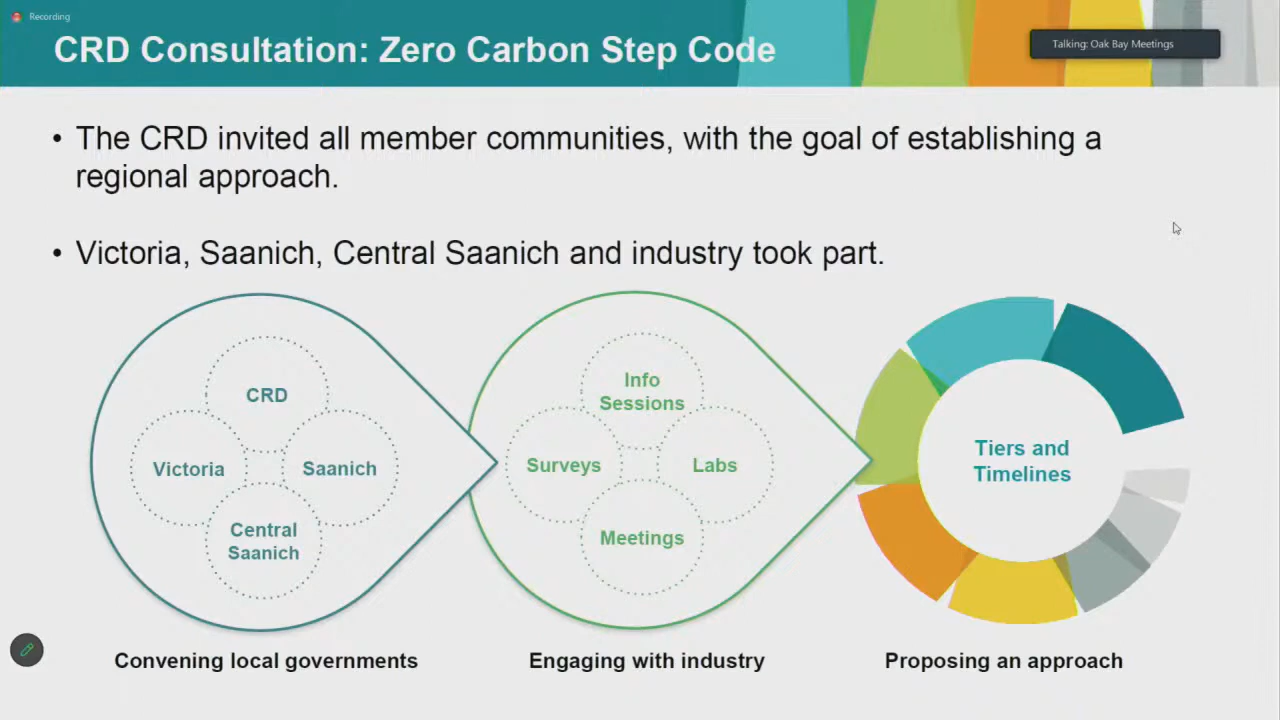 Recording
CRD Consultation: Zero Carbon Step Code
Talking: Oak Bay Meetings
• The CRD invited all member communities, with the goal of establishing a
regional approach.
• Victoria, Saanich, Central Saanich and industry took part.
CRD
Victoria
Saanich
Central
Saanich
Info
Sessions
Surveys
Labs
Meetings
Tiers and
Timelines
Convening local governments
Engaging with industry
Proposing an approach